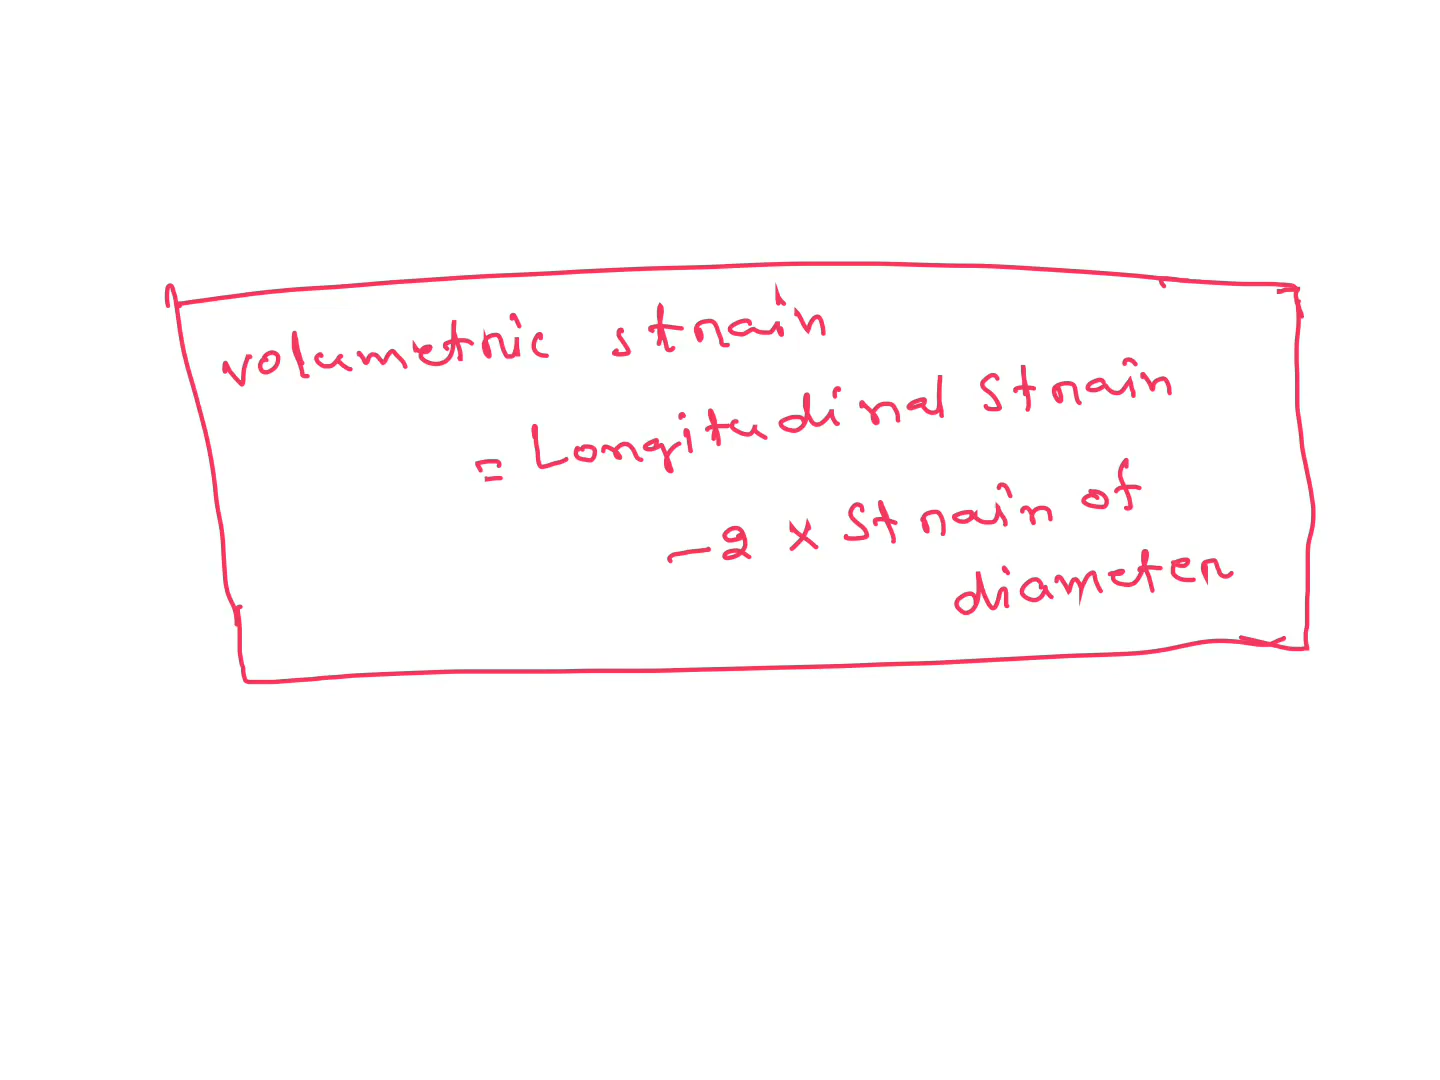 volumetric strain
= Longitudinal strain
- 2 × strain of
diameter